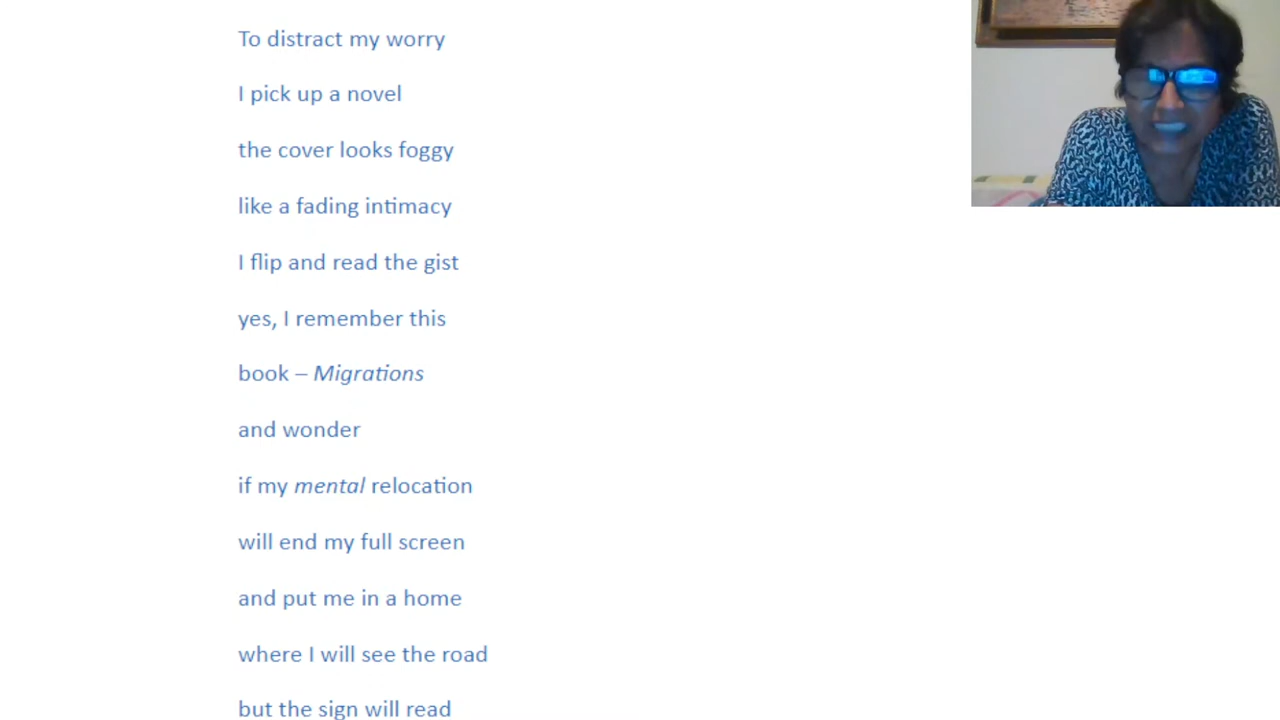 To distract my worry
I pick up a novel
the cover looks foggy
like a fading intimacy
I flip and read the gist
yes, I remember this
book – Migrations
and wonder
if my mental relocation
will end my full screen
and put me in a home
where I will see the road
but the sign will read